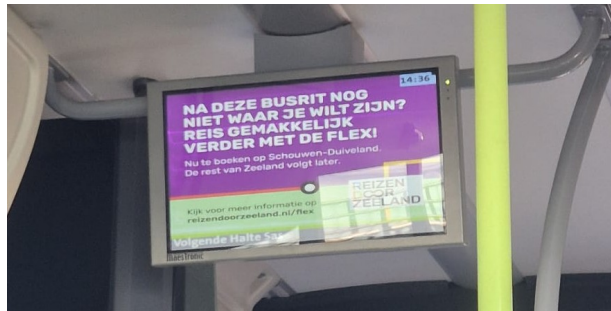 14:36
NA DEZE BUSRIT NOG
NIET WAAR JE WILT ZIJN?
REIS GEMAKKELIJK
VERDER MET DE FLEX!
Nu te boeken op Schouwen-Duiveland.
De rest van Zeeland volgt later.
REIZEN
DOOR
ZEELAND
Kijk voor meer informatie op
reizendoorzeeland.nl/flex
Volgende Halte
MaesTronic